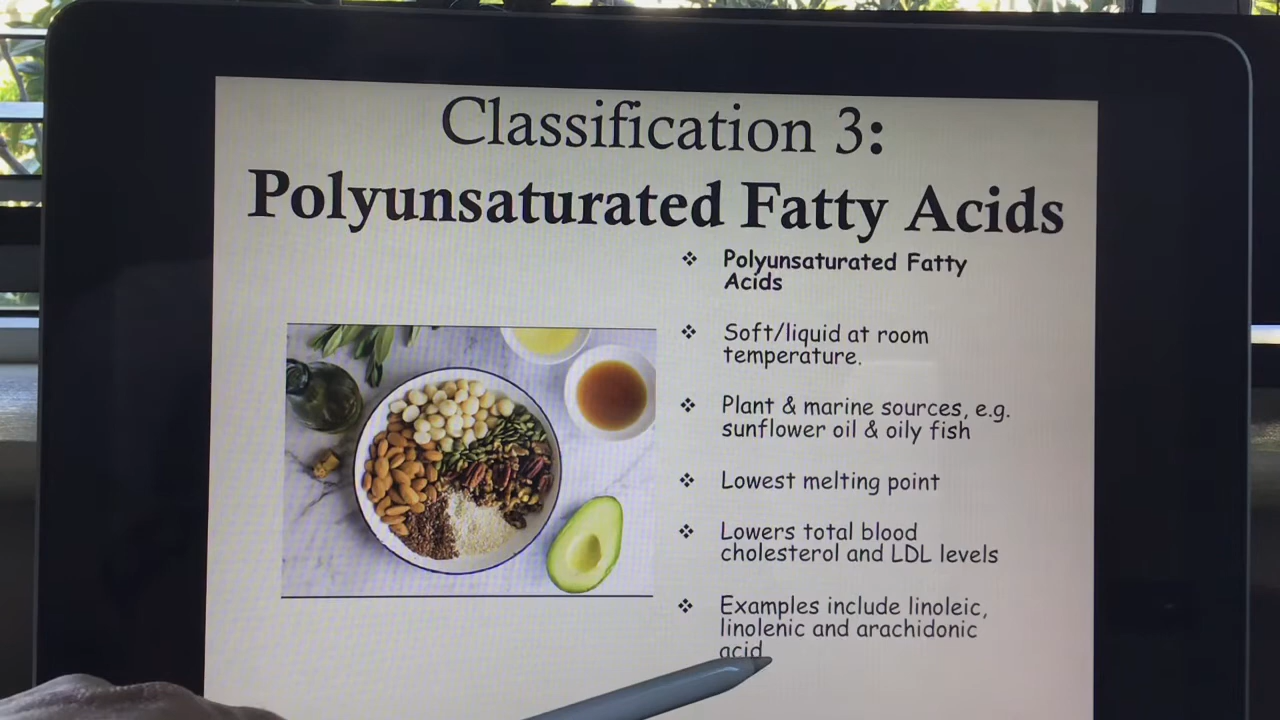 Classification 3:
Polyunsaturated Fatty Acids
❖ Polyunsaturated Fatty
Acids
❖ Soft/liquid at room
temperature.
❖ Plant & marine sources, e.g.
sunflower oil & oily fish
❖ Lowest melting point
❖ Lowers total blood
cholesterol and LDL levels
❖ Examples include linoleic,
linolenic and arachidonic
acid